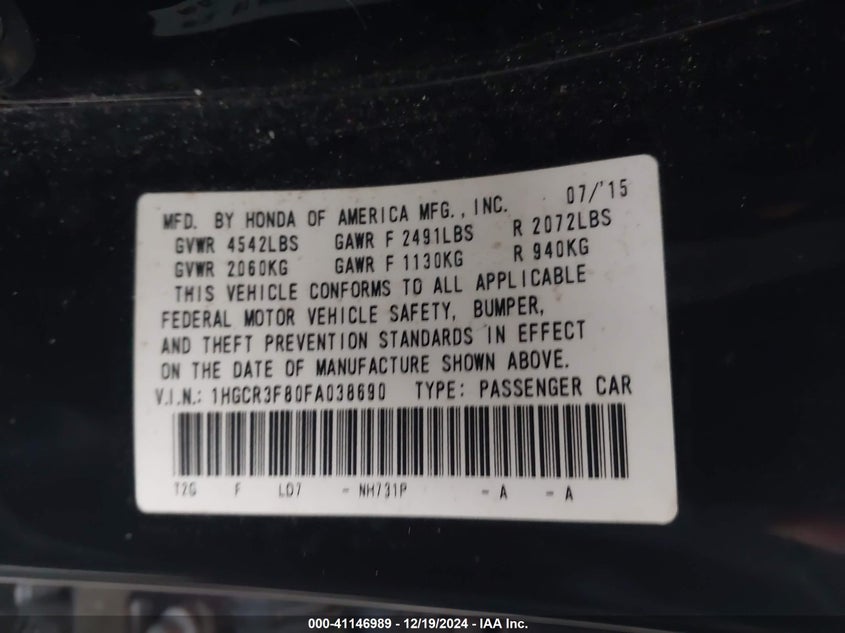 MFD. BY HONDA OF AMERICA MFG., INC. 07/'15
GVWR 4542LBS GAWR F 2491LBS R 2072LBS
GVWR 2060KG GAWR F 1130KG R 940KG
THIS VEHICLE CONFORMS TO ALL APPLICABLE
FEDERAL MOTOR VEHICLE SAFETY, BUMPER,
AND THEFT PREVENTION STANDARDS IN EFFECT
ON THE DATE OF MANUFACTURE SHOWN ABOVE.
V.I.N.: 1HGCR3F80FA038690 TYPE: PASSENGER CAR
T2G F LD7 - NH731P - A - A
000-41146989 - 12/19/2024 - IAA Inc.